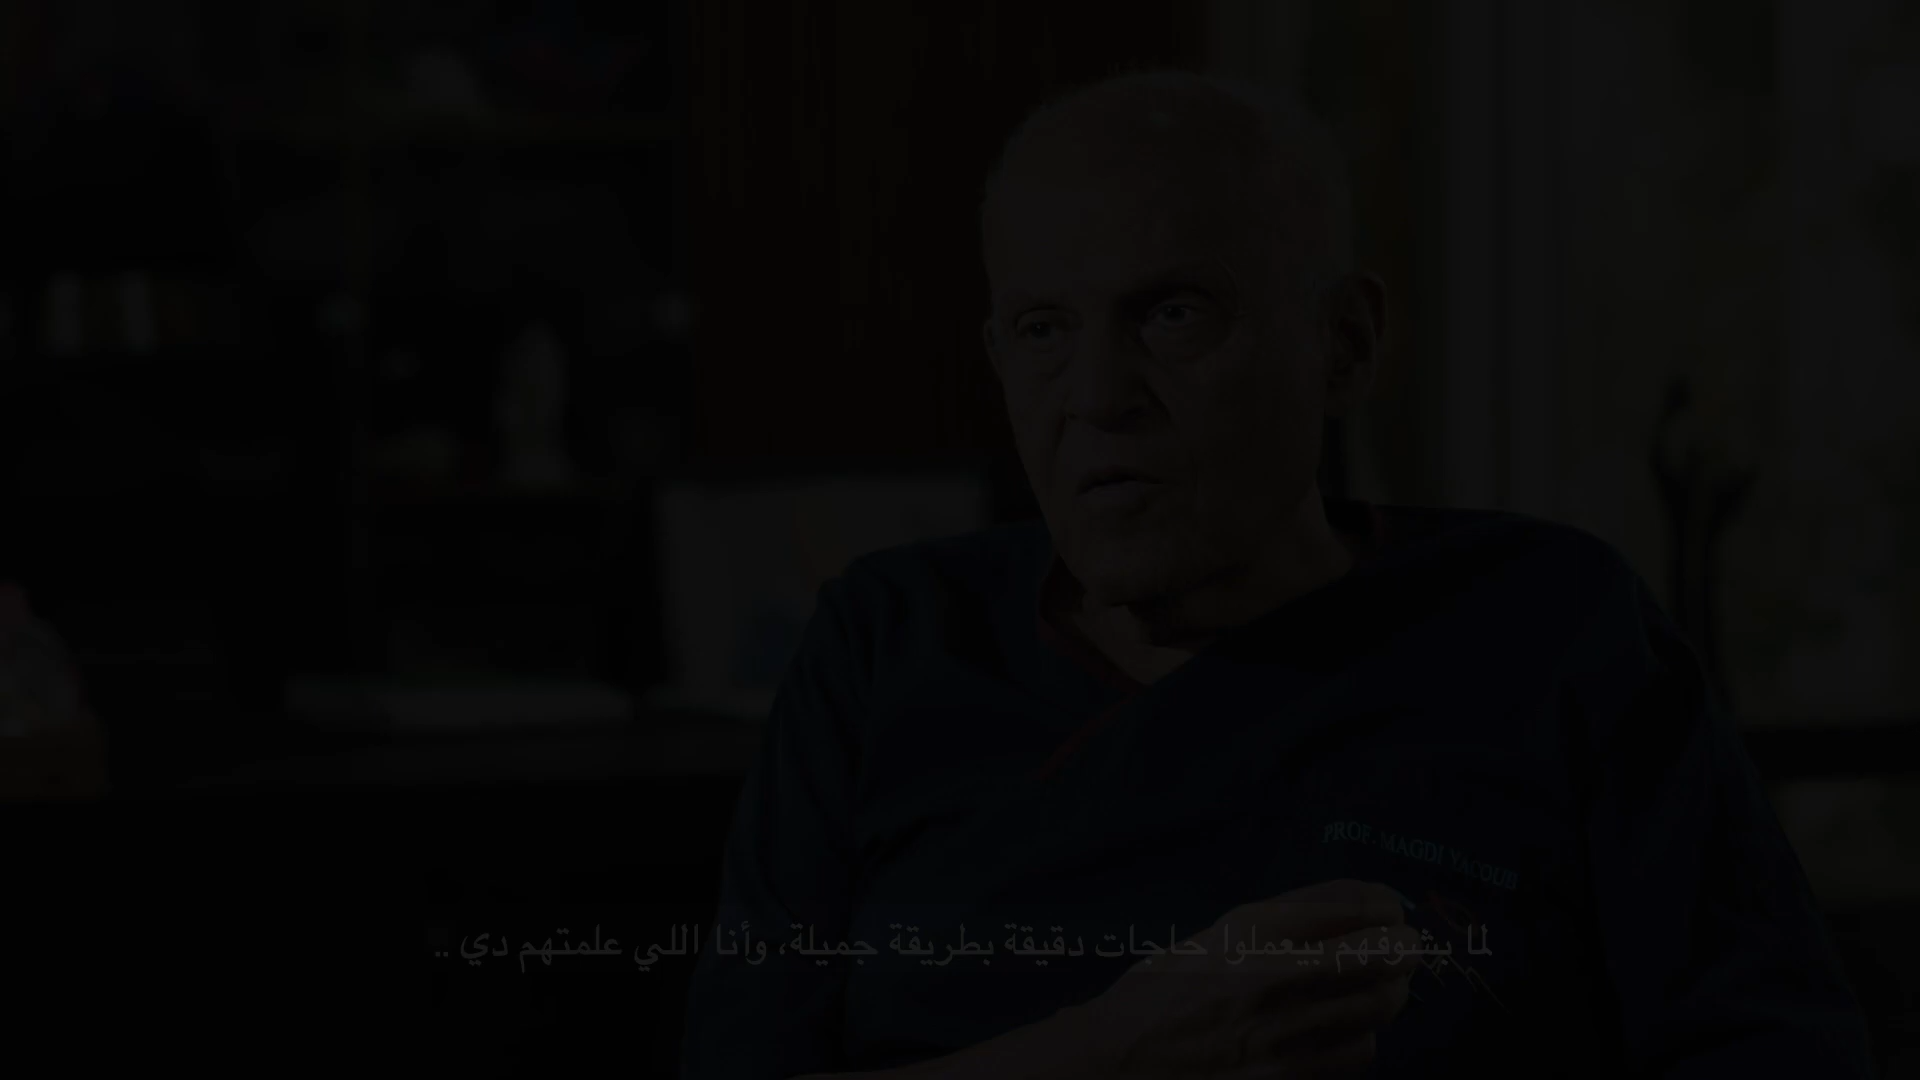 PROF. MAGDI YACOUB
لما بشوفهم بيعملوا حاجات دقيقة بطريقة جميلة، وأنا اللي علمتهم دي ..